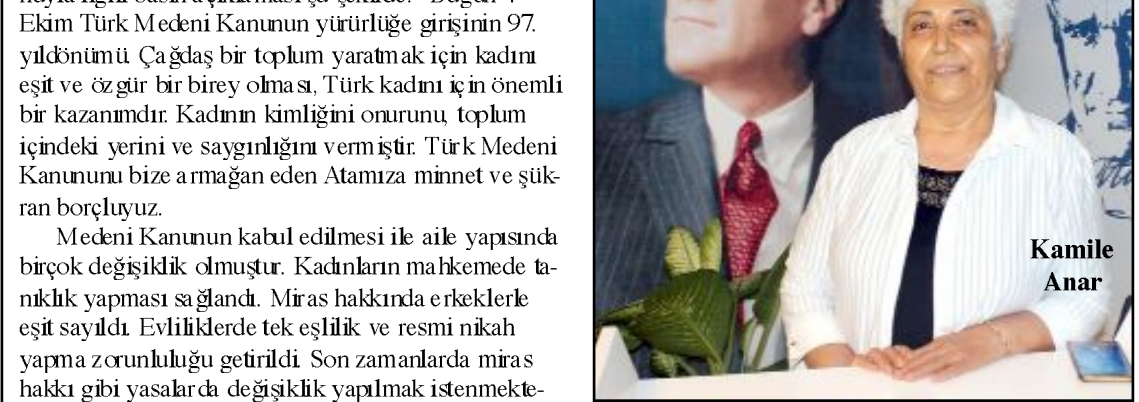 Ekim Türk Medeni Kanunun yürürlüğe girişinin 97.
yıldönümü. Çağdaş bir toplum yaratmak için kadını
eşit ve özgür bir birey olması, Türk kadını için önemli
bir kazanımdır. Kadının kimliğini onurunu, toplum
içindeki yerini ve saygınlığını vermiştir. Türk Medeni
Kanununu bize armağan eden Atamıza minnet ve şük-
ran borçluyuz.
Medeni Kanunun kabul edilmesi ile aile yapısında
birçok değişiklik olmuştur. Kadınların mahkemede ta-
nıklık yapması sağlandı. Miras hakkında erkeklerle
eşit sayıldı. Evliliklerde tek eşlilik ve resmi nikah
yapma zorunluluğu getirildi. Son zamanlarda miras
hakkı gibi yasalarda değişiklik yapılmak istenmekte-
Kamile
Anar